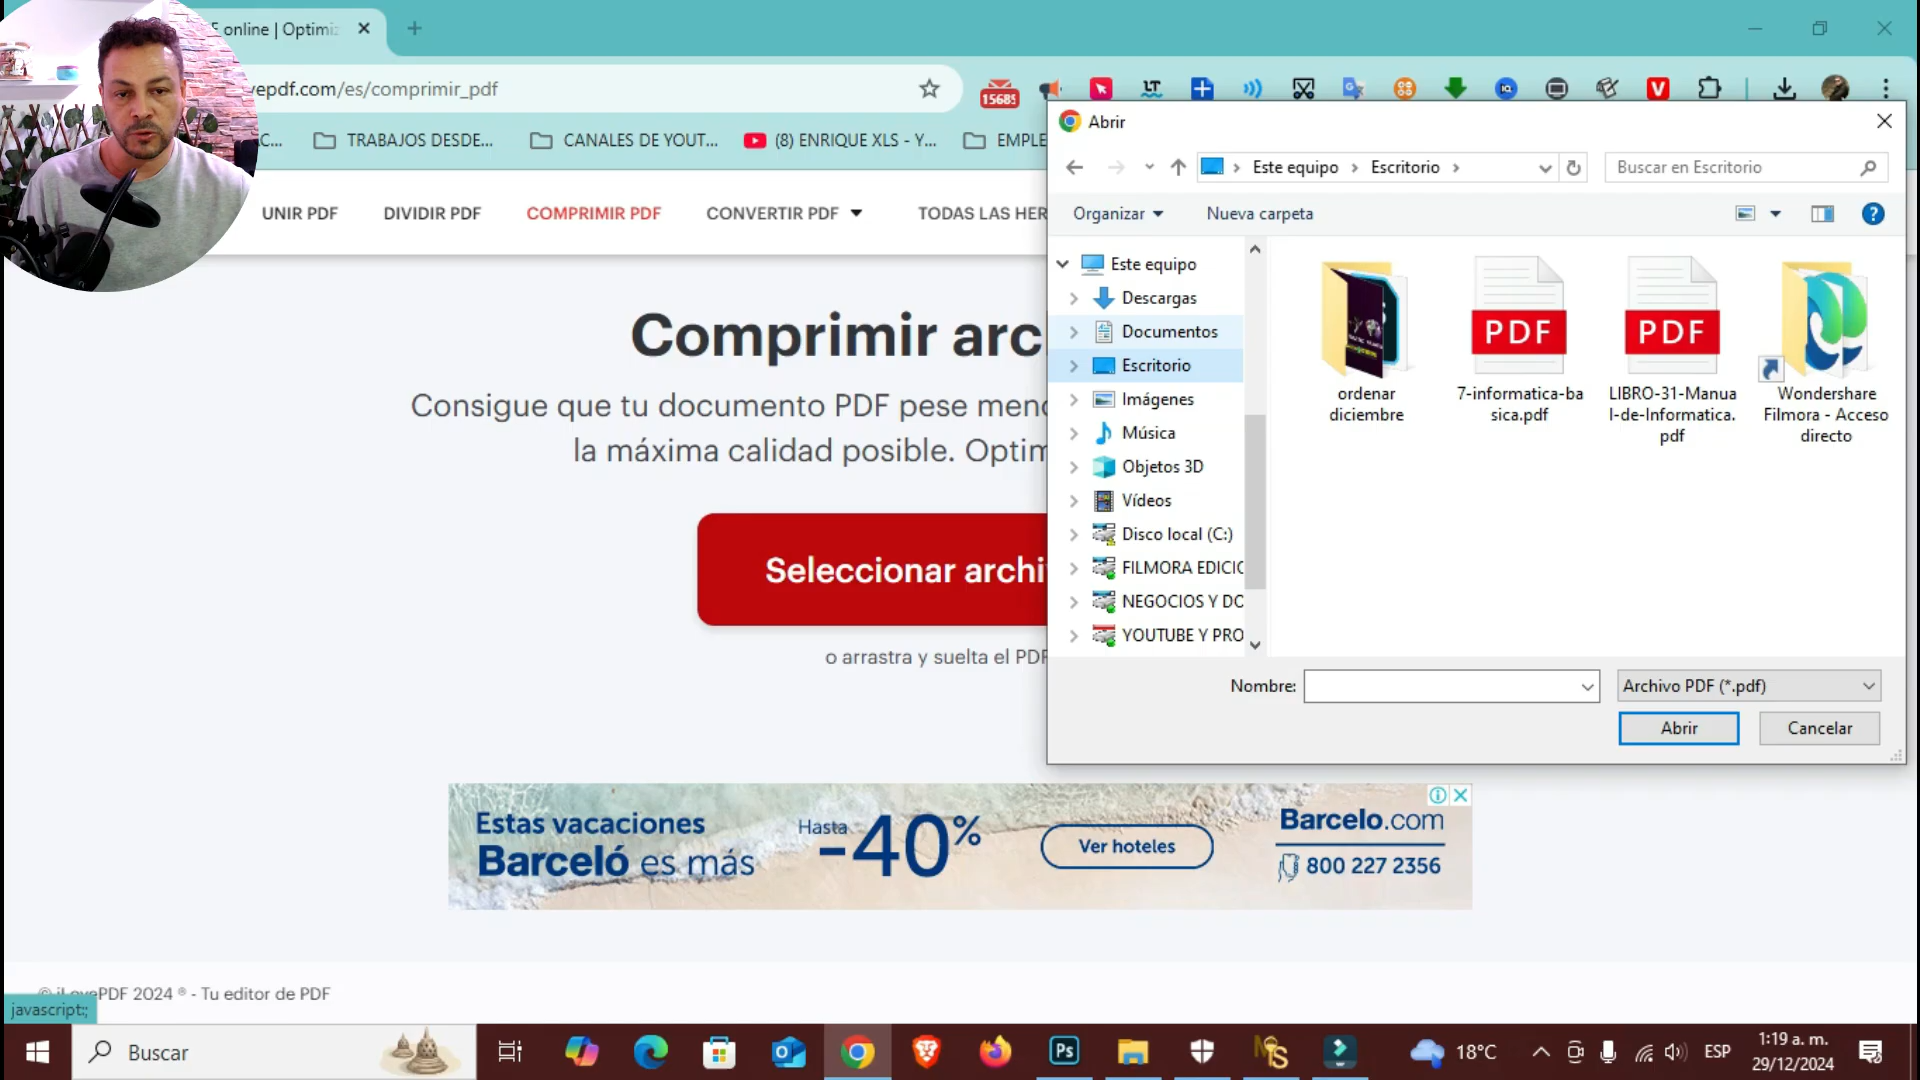 online | Optimiz
vepdf.com/es/comprimir_pdf
15685
TRABAJOS DESDE...
CANALES DE YOUT...
(8) ENRIQUE XLS - Y...
EMPLE
UNIR PDF
DIVIDIR PDF
COMPRIMIR PDF
CONVERTIR PDF
TODAS LAS HER
Comprimir arc
Consigue que tu documento PDF pese men
la máxima calidad posible. Optim
Seleccionar archi
o arrastra y suelta el PDF
Abrir
Este equipo
Escritorio
Buscar en Escritorio
Organizar
Nueva carpeta
Este equipo
Descargas
Documentos
Escritorio
Imágenes
Música
Objetos 3D
Vídeos
Disco local (C:)
FILMORA EDICIO
NEGOCIOS Y DO
YOUTUBE Y PRO
PDF
PDF
ordenar
diciembre
7-informatica-ba
sica.pdf
LIBRO-31-Manua
l-de-Informatica.
pdf
Wondershare
Filmora - Acceso
directo
Nombre:
Archivo PDF (*.pdf)
Abrir
Cancelar
Estas vacaciones
Barceló es más
Hasta
-40%
Ver hoteles
Barcelo.com
800 227 2356
© iLovePDF 2024 ® - Tu editor de PDF
javascript:;
Buscar
Ps
18°C
ESP
1:19 a. m.
29/12/2024